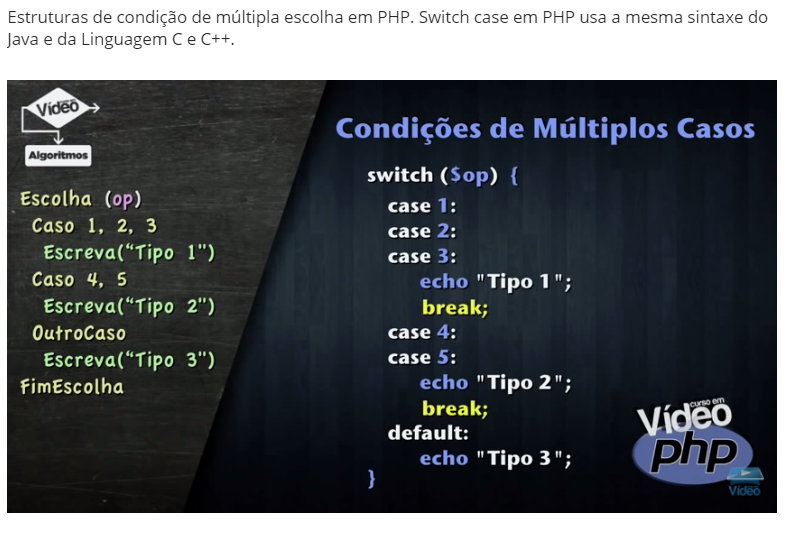 Estruturas de condição de múltipla escolha em PHP. Switch case em PHP usa a mesma sintaxe do
Java e da Linguagem C e C++.
Vídeo
Algoritmos
Escolha (op)
Caso 1, 2, 3
Escreva(“Tipo 1”)
Caso 4, 5
Escreva(“Tipo 2”)
OutroCaso
Escreva(“Tipo 3”)
FimEscolha
Condições de Múltiplos Casos
switch ($op) {
case 1:
case 2:
case 3:
echo "Tipo 1";
break;
case 4:
case 5:
echo "Tipo 2";
break;
default:
echo "Tipo 3";
}
curso em
Vídeo
php
Vídeo